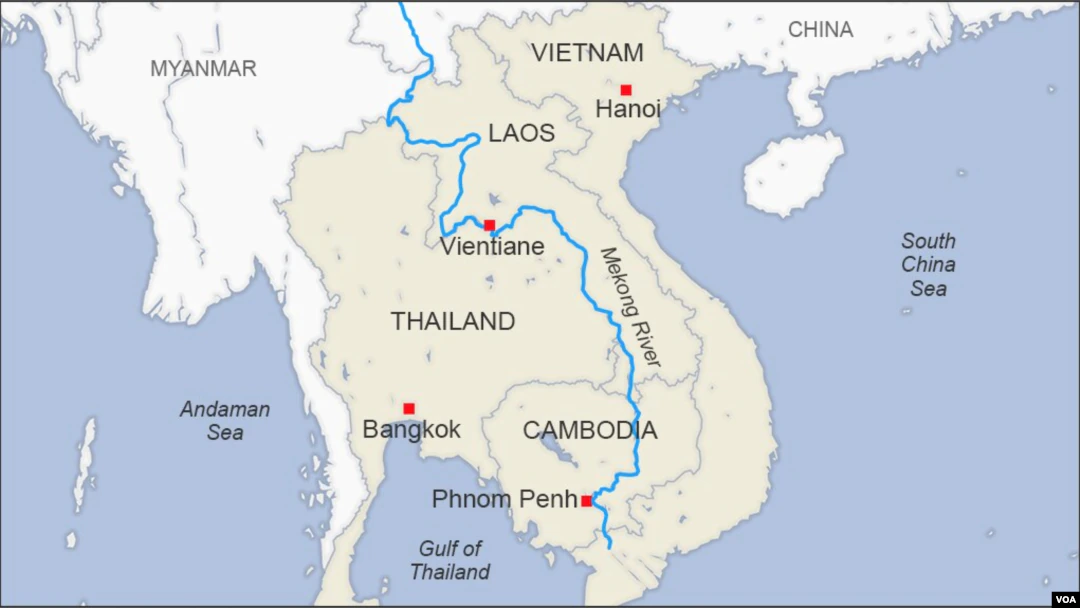 CHINA
VIETNAM
MYANMAR
Hanoi
LAOS
Vientiane
South
China
Sea
Mekong River
THAILAND
Andaman
Sea
Bangkok
CAMBODIA
Phnom Penh
Gulf of
Thailand
VOA